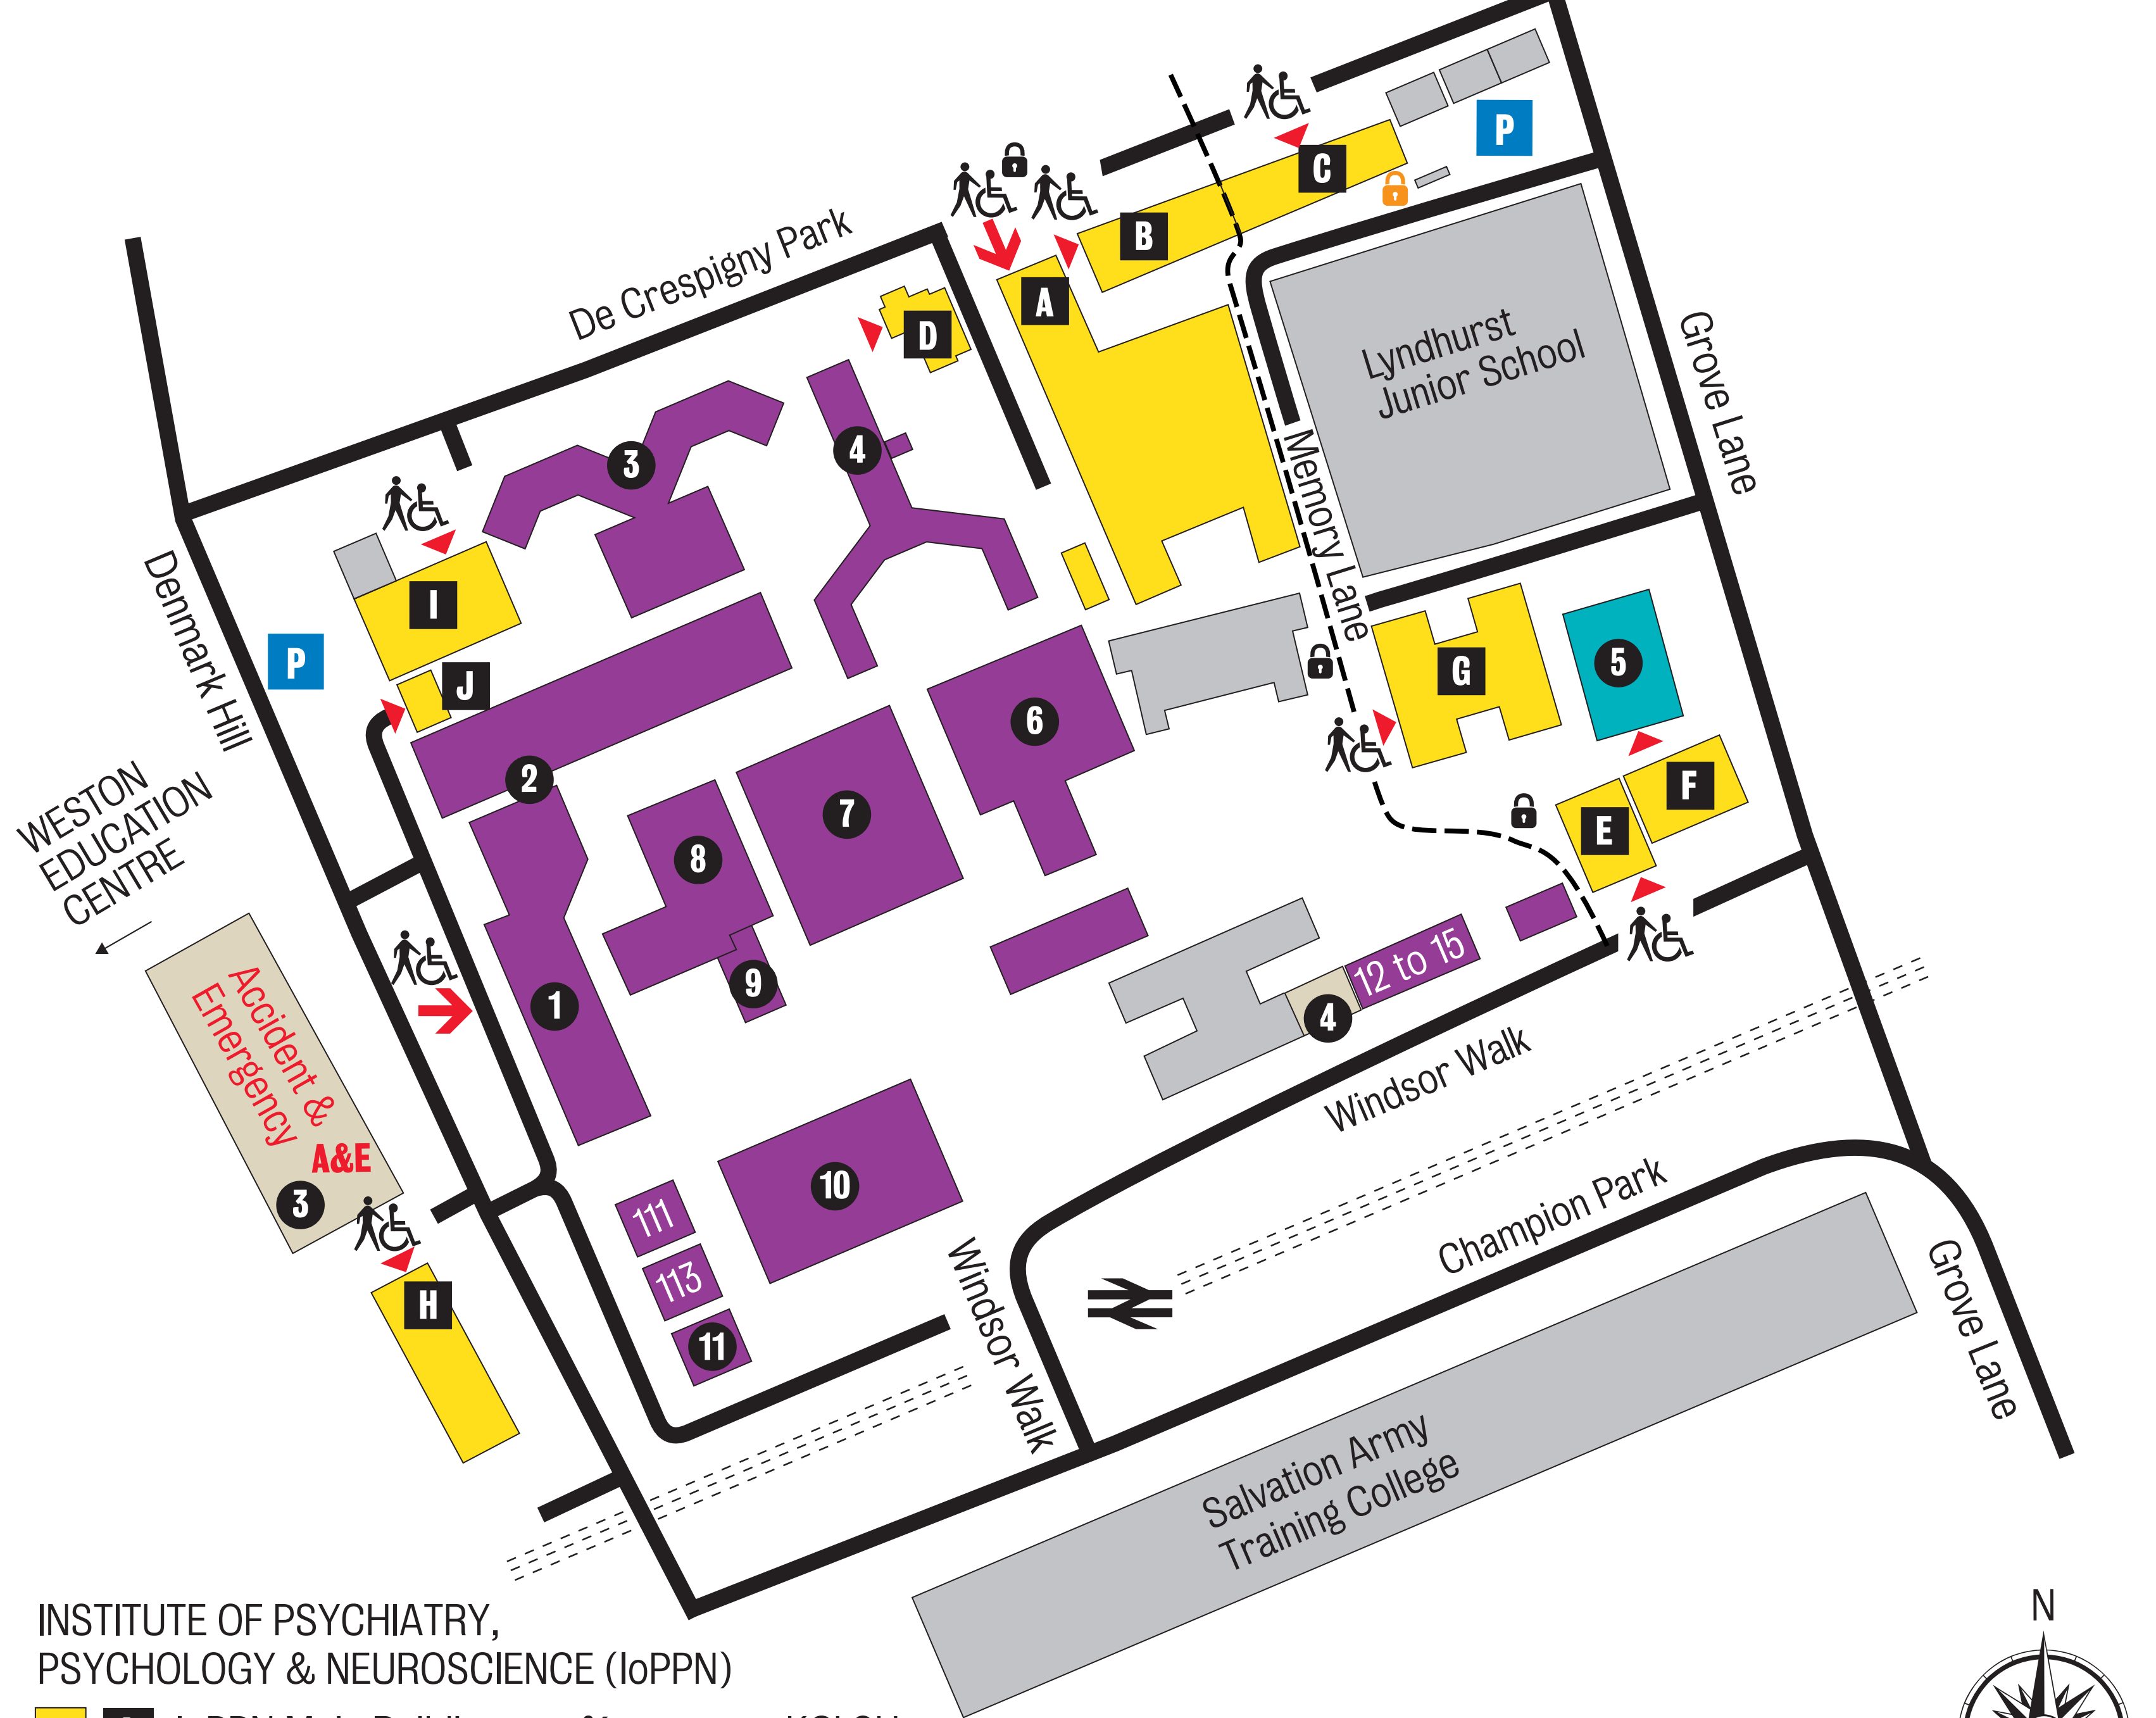 De Crespigny Park
P
C
B
A
D
Lyndhurst
Junior School
Grove Lane
3
4
Memory Lane
I
Denmark Hill
P
J
G
5
6
2
7
8
F
E
WESTON
EDUCATION
CENTRE
9
1
12 to 15
4
Accident &
Emergency
A&E
3
Windsor Walk
10
111
113
11
H
Windsor Walk
Champion Park
Grove Lane
Salvation Army
Training College
N
INSTITUTE OF PSYCHIATRY,
PSYCHOLOGY & NEUROSCIENCE (IoPPN)